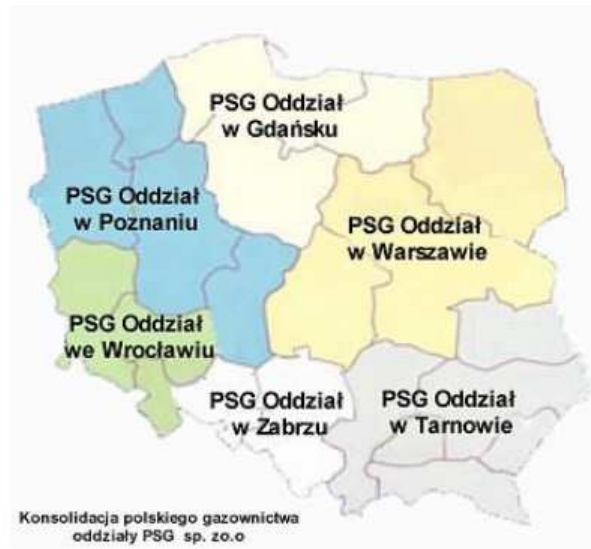 PSG Oddział
w Gdańsku
PSG Oddział
w Poznaniu
PSG Oddział
w Warszawie
PSG Oddział
we Wrocławiu
PSG Oddział
w Zabrzu
PSG Oddział
w Tarnowie
Konsolidacja polskiego gazownictwa
oddziały PSG sp. zo.o